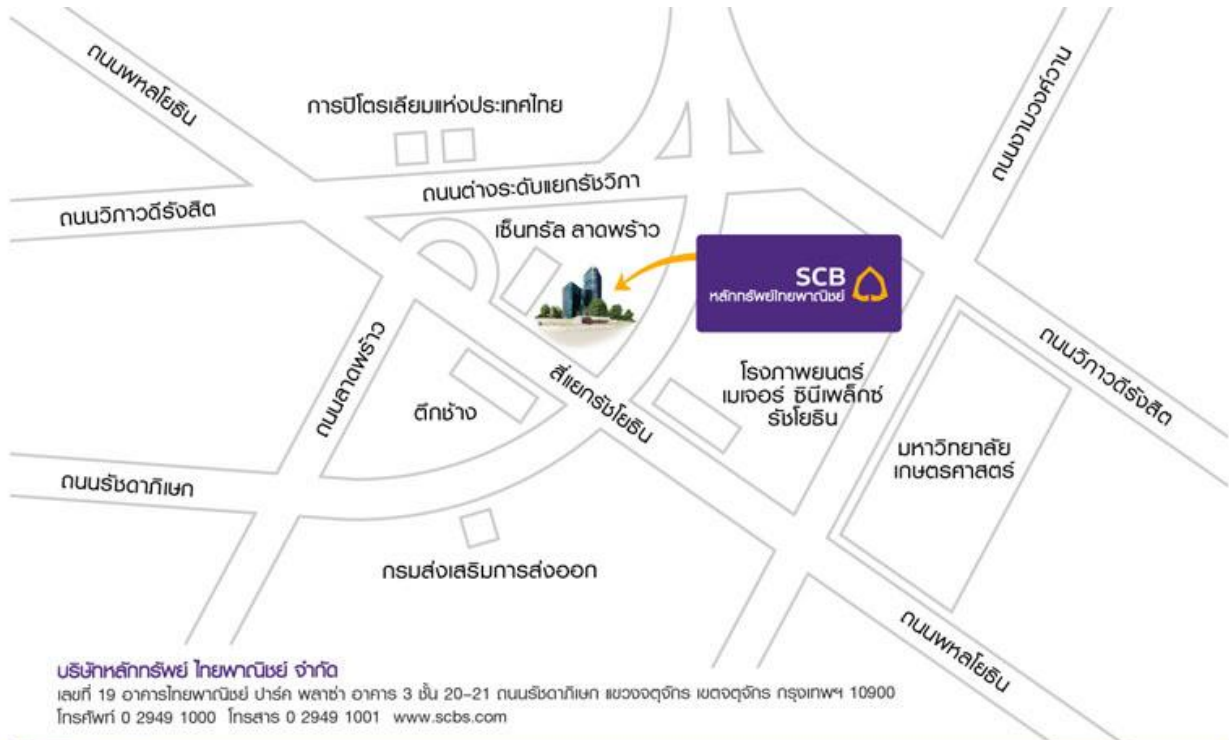 ถนนพหลโยธิน
การปิโตรเลียมแห่งประเทศไทย
ถนนงามวงศ์วาน
ถนนต่างระดับแยกรัชวิภา
ถนนวิภาวดีรังสิต
เซ็นทรัล ลาดพร้าว
SCB
หลักทรัพย์ไทยพาณิชย์
ถนนวิภาวดีรังสิต
ถนนลาดพร้าว
สี่แยกรัชโยธิน
โรงภาพยนตร์
เมเจอร์ ซินีเพล็กซ์
รัชโยธิน
ตึกช้าง
มหาวิทยาลัย
เกษตรศาสตร์
ถนนรัชดาภิเษก
กรมส่งเสริมการส่งออก
ถนนพหลโยธิน
บริษัทหลักทรัพย์ ไทยพาณิชย์ จำกัด
เลขที่ 19 อาคารไทยพาณิชย์ ปาร์ค พลาซ่า อาคาร 3 ชั้น 20-21 ถนนรัชดาภิเษก แขวงจตุจักร เขตจตุจักร กรุงเทพฯ 10900
โทรศัพท์ 0 2949 1000 โทรสาร 0 2949 1001 www.scbs.com